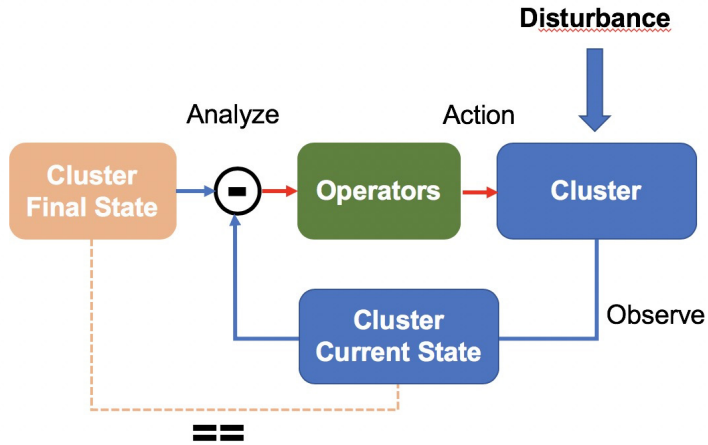 Disturbance
Analyze
Action
Cluster
Final State
-
Operators
Cluster
Cluster
Current State
Observe
==